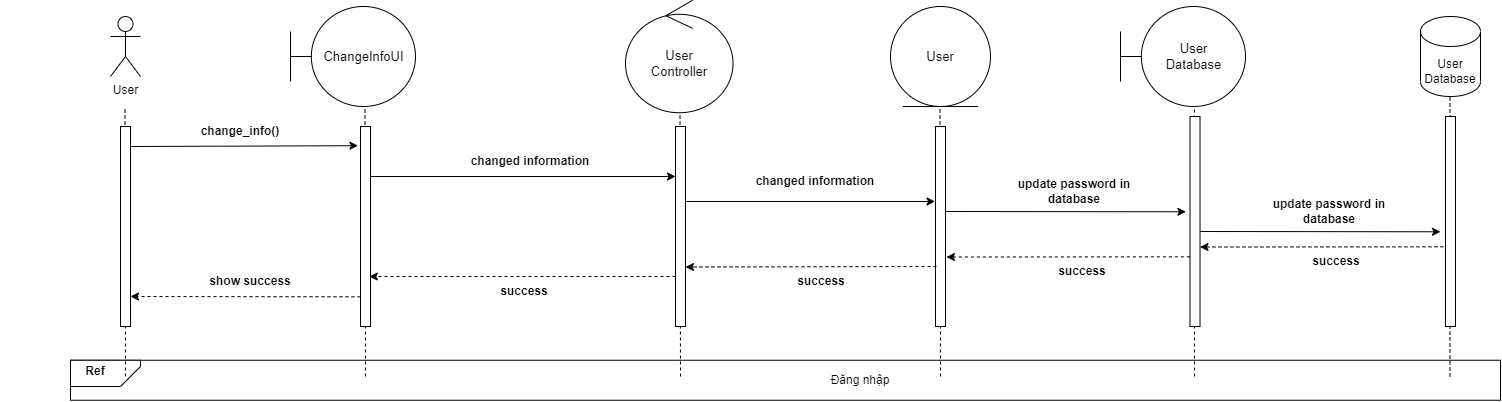 User
ChangeInfoUI
User
Controller
User
User
Database
User
Database
change_info()
changed information
changed information
update password in
database
update password in
database
success
success
success
success
show success
Ref
Đăng nhập